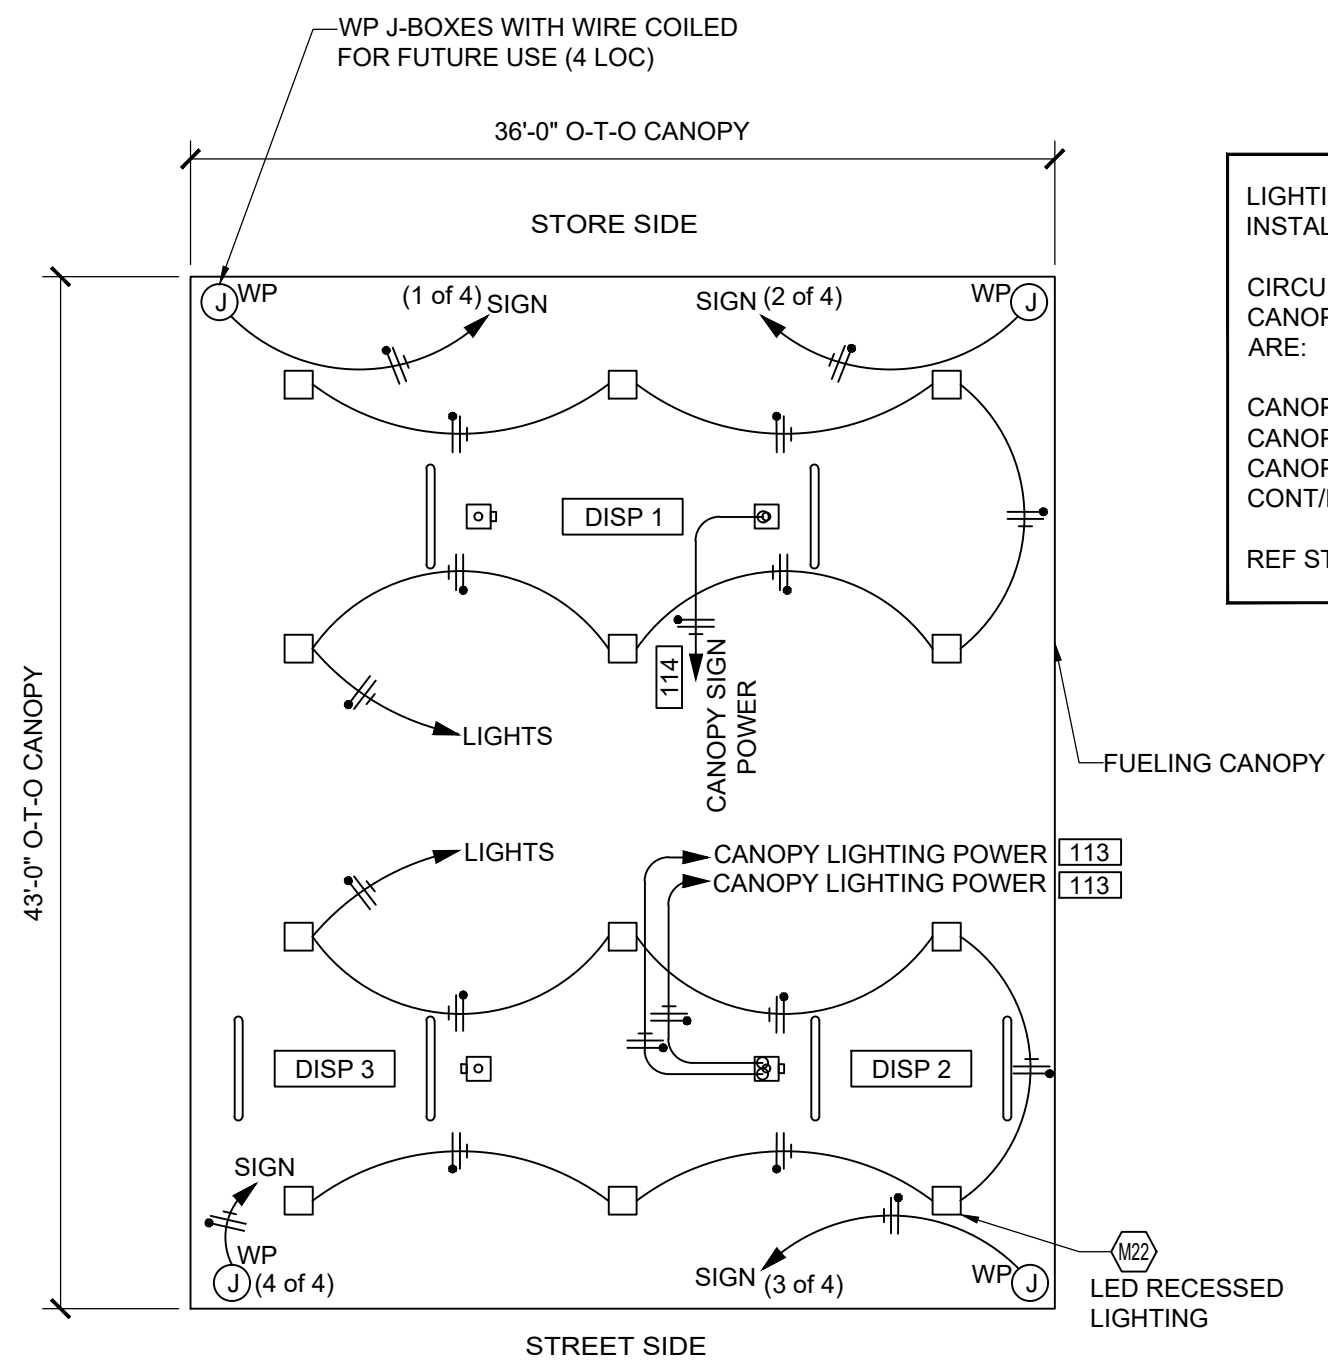 WP J-BOXES WITH WIRE COILED
FOR FUTURE USE (4 LOC)
36'-0" O-T-O CANOPY
STORE SIDE
J WP
(1 of 4) SIGN
SIGN (2 of 4)
WP J
DISP 1
114
CANOPY SIGN
POWER
LIGHTS
43'-0" O-T-O CANOPY
FUELING CANOPY
LIGHTS
CANOPY LIGHTING POWER 113
CANOPY LIGHTING POWER 113
DISP 3
DISP 2
SIGN
WP
J (4 of 4)
SIGN (3 of 4)
WP J
M22
LED RECESSED
LIGHTING
STREET SIDE
ARE:
REF